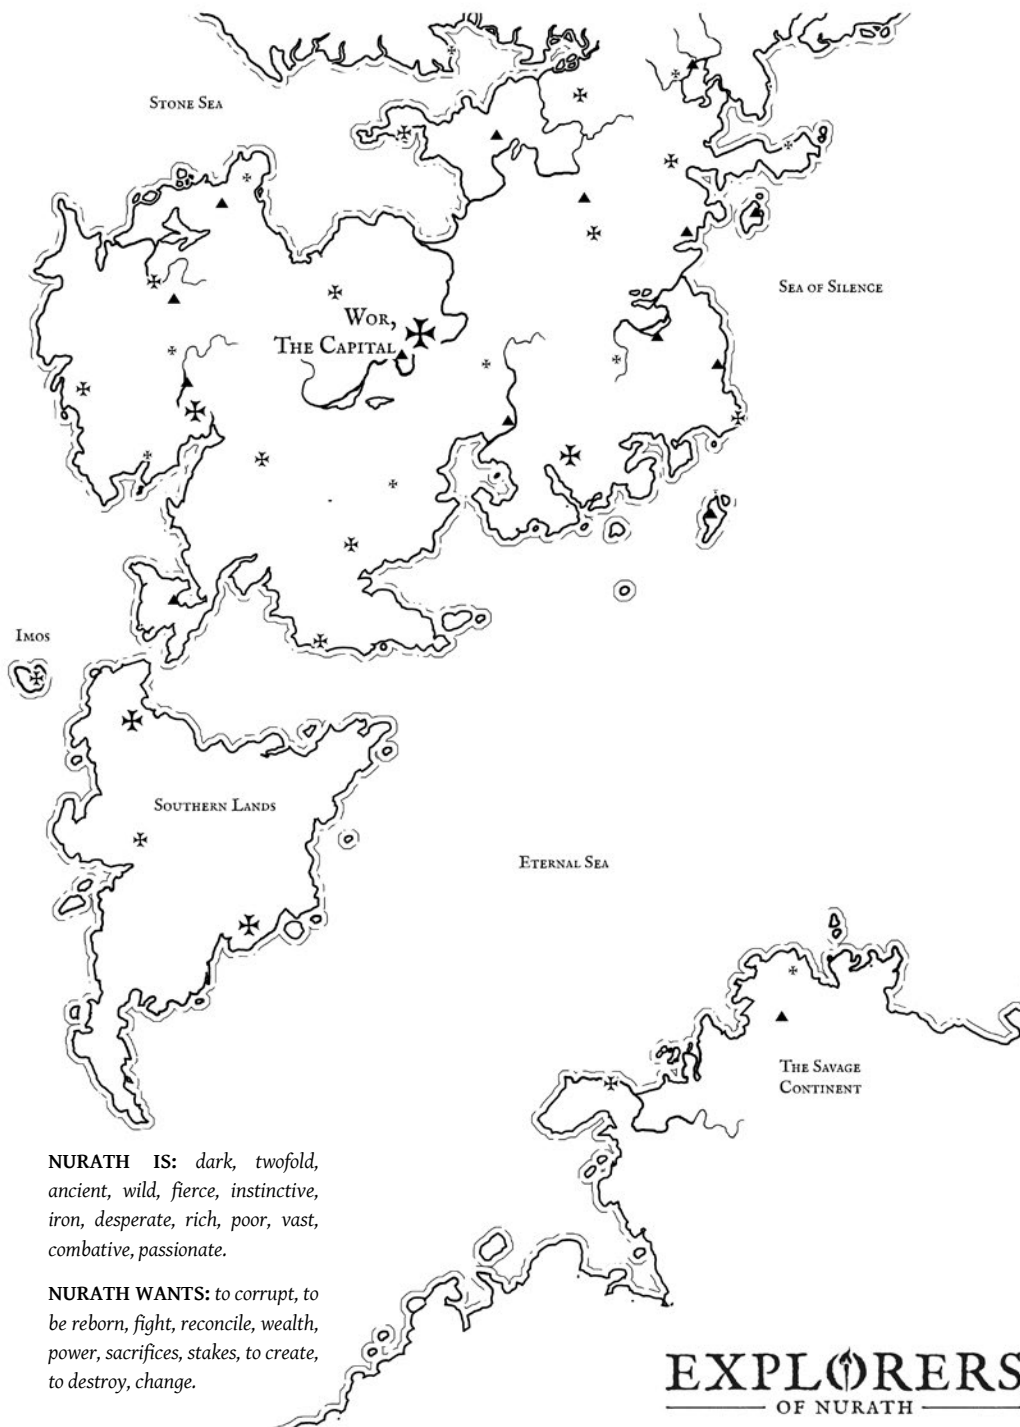 Stone Sea
Sea of Silence
Wor,
The Capital
Imos
Southern Lands
Eternal Sea
The Savage
Continent
NURATH IS: dark, twofold,
ancient, wild, fierce, instinctive,
iron, desperate, rich, poor, vast,
combative, passionate.
NURATH WANTS: to corrupt, to
be reborn, fight, reconcile, wealth,
power, sacrifices, stakes, to create,
to destroy, change.
EXPLORERS
OF NURATH